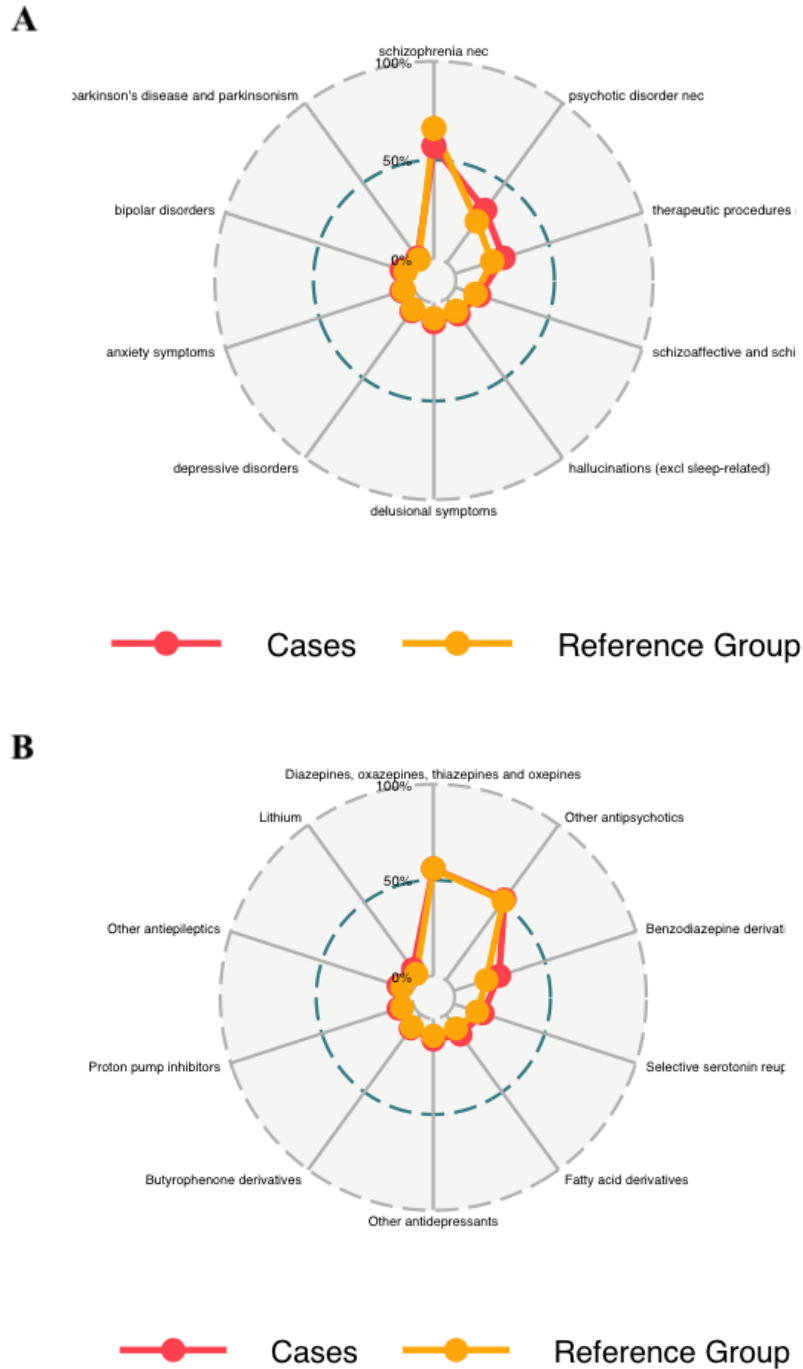 A
schizophrenia nec
100%
parkinson's disease and parkinsonism
psychotic disorder nec
50%
bipolar disorders
therapeutic procedures
0%
anxiety symptoms
schizoaffective and schi
depressive disorders
hallucinations (excl sleep-related)
delusional symptoms
Cases
Reference Group
B
Diazepines, oxazepines, thiazepines and oxepines
100%
Lithium
Other antipsychotics
50%
Other antiepileptics
Benzodiazepine derivati
0%
Proton pump inhibitors
Selective serotonin reup
Butyrophenone derivatives
Fatty acid derivatives
Other antidepressants
Cases
Reference Group